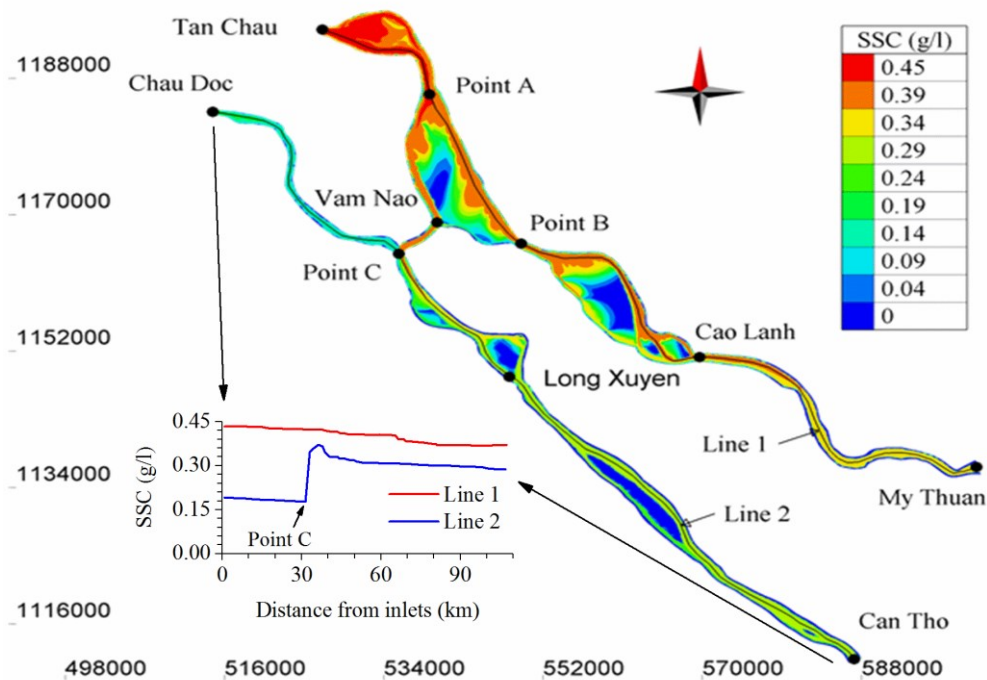 Tan Chau
SSC (g/l)
0.45
0.39
0.34
0.29
0.24
0.19
0.14
0.09
0.04
0
1188000
Chau Doc
Point A
1170000
Vam Nao
Point B
Point C
1152000
Cao Lanh
Long Xuyen
Line 1
1134000
My Thuan
Line 2
0.45
0.30
0.15
0.00
SSC (g/l)
Line 1
Line 2
Point C
0 30 60 90
Distance from inlets (km)
1116000
Can Tho
498000 516000 534000 552000 570000 588000